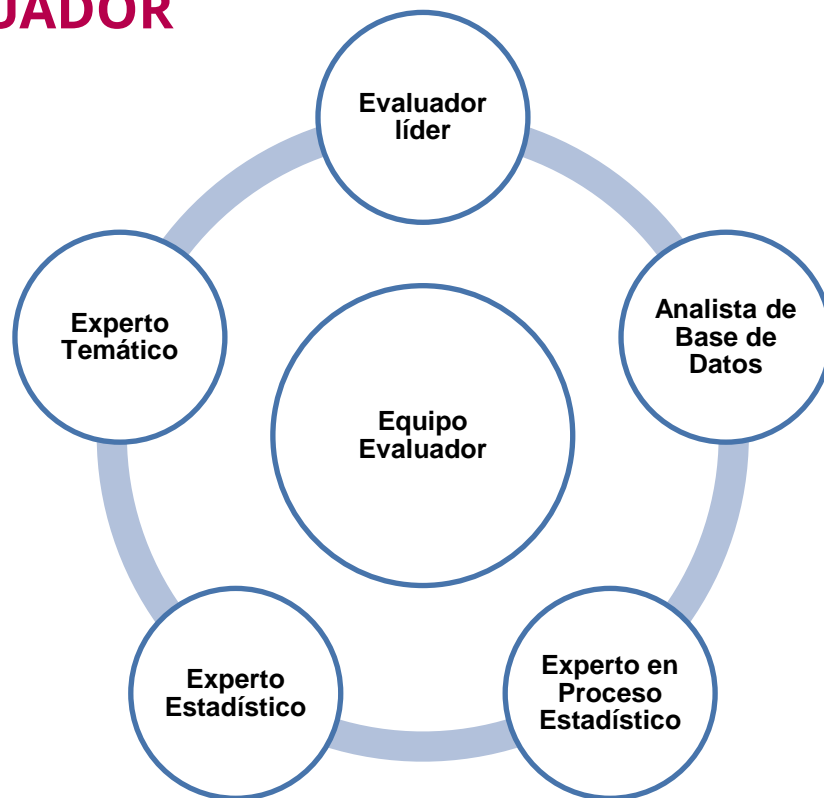 UADOR
Evaluador
líder
Analista de
Base de
Datos
Experto en
Proceso
Estadístico
Experto
Estadístico
Experto
Temático
Equipo
Evaluador